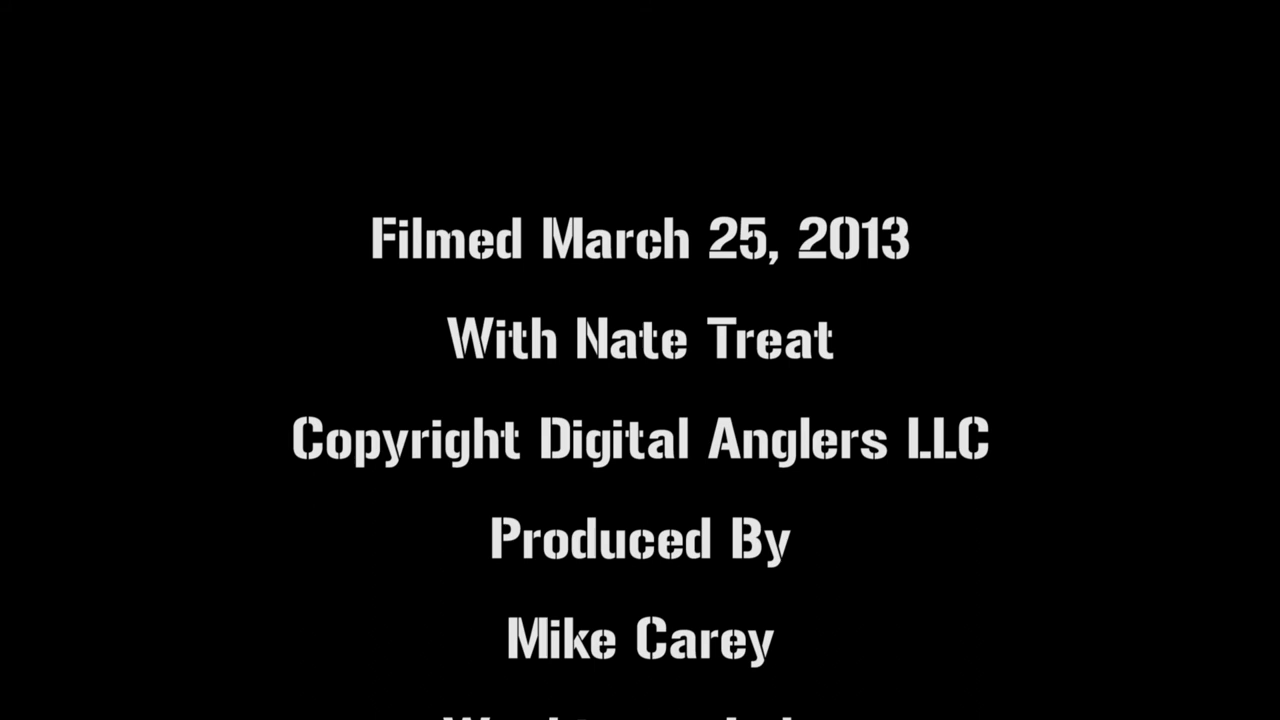 Filmed March 25, 2013
With Nate Treat
Copyright Digital Anglers LLC
Produced By
Mike Carey